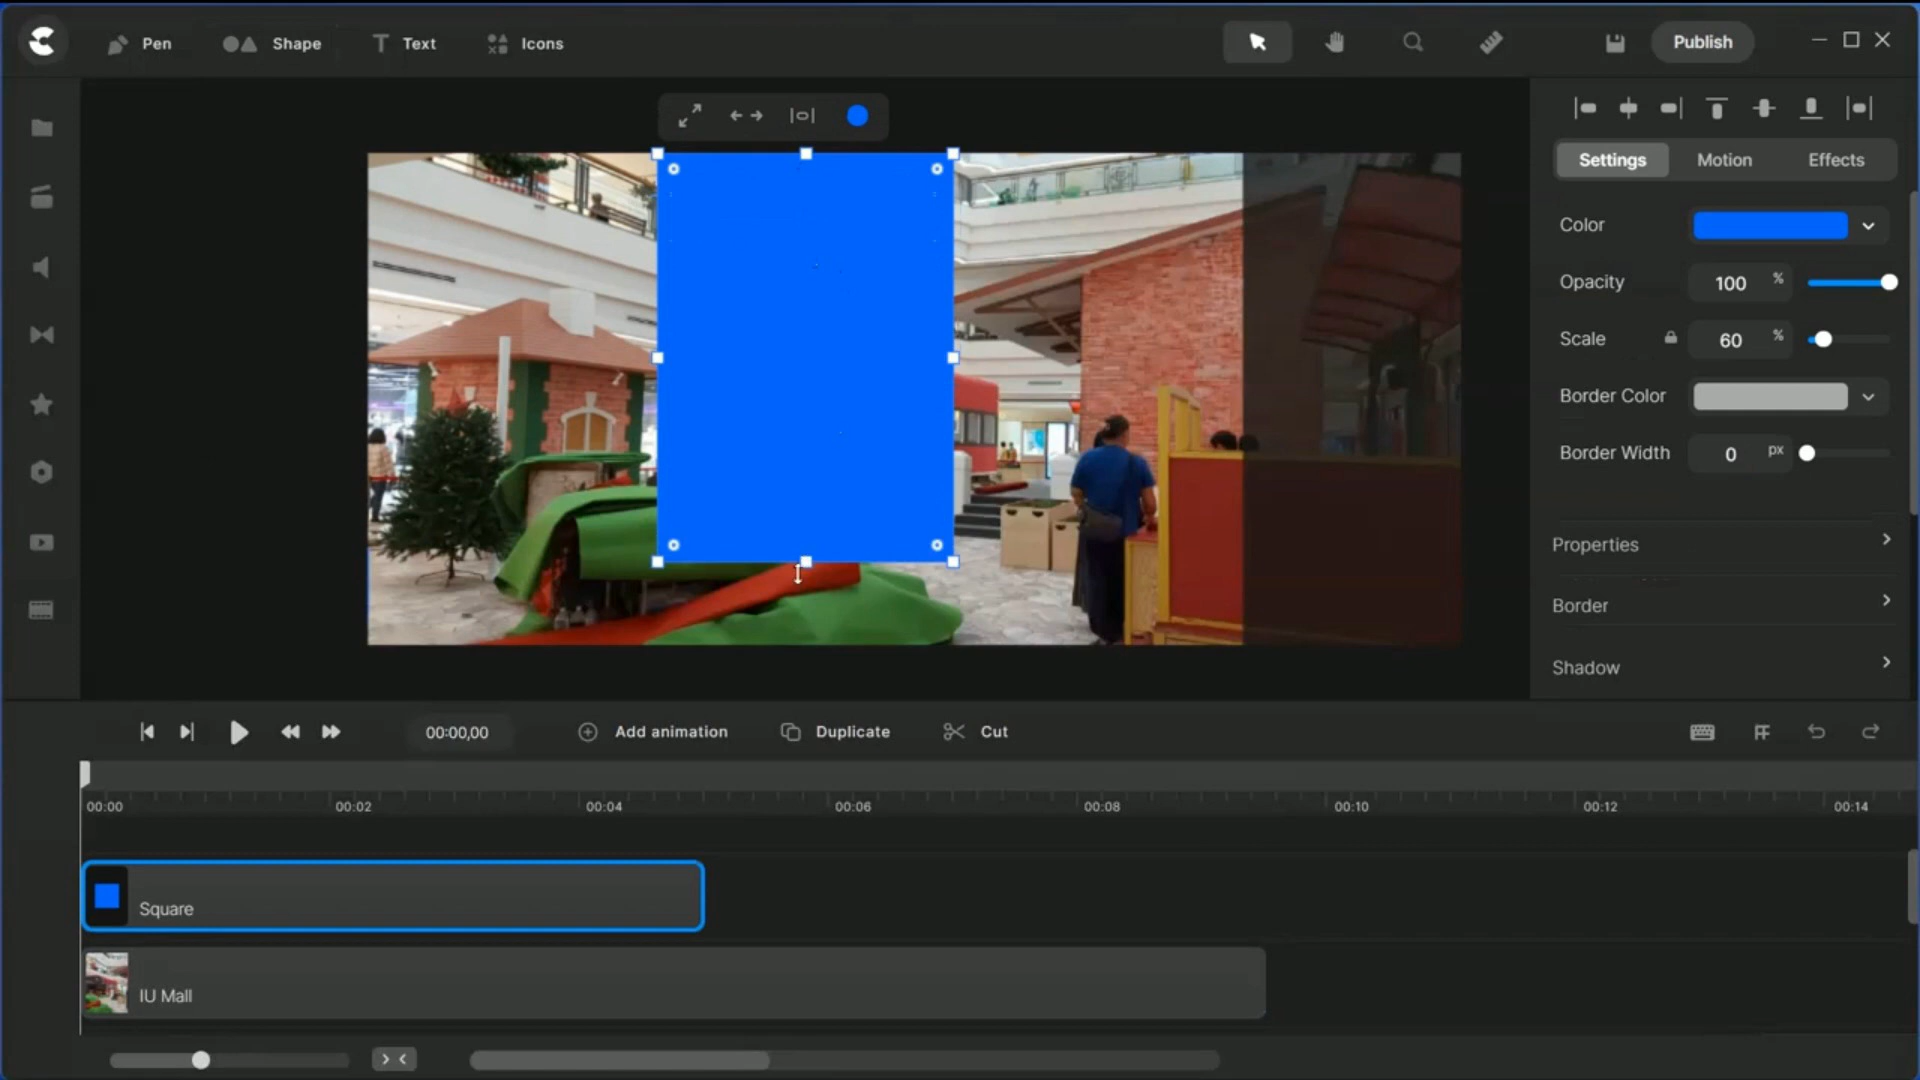 Pen
Shape
Text
Icons
Publish
Settings
Motion
Effects
Color
Opacity
100 %
Scale
60 %
Border Color
Border Width
0 px
Properties
Border
Shadow
00:00,00
Add animation
Duplicate
Cut
00:00
00:02
00:04
00:06
00:08
00:10
00:12
00:14
Square
IU Mall